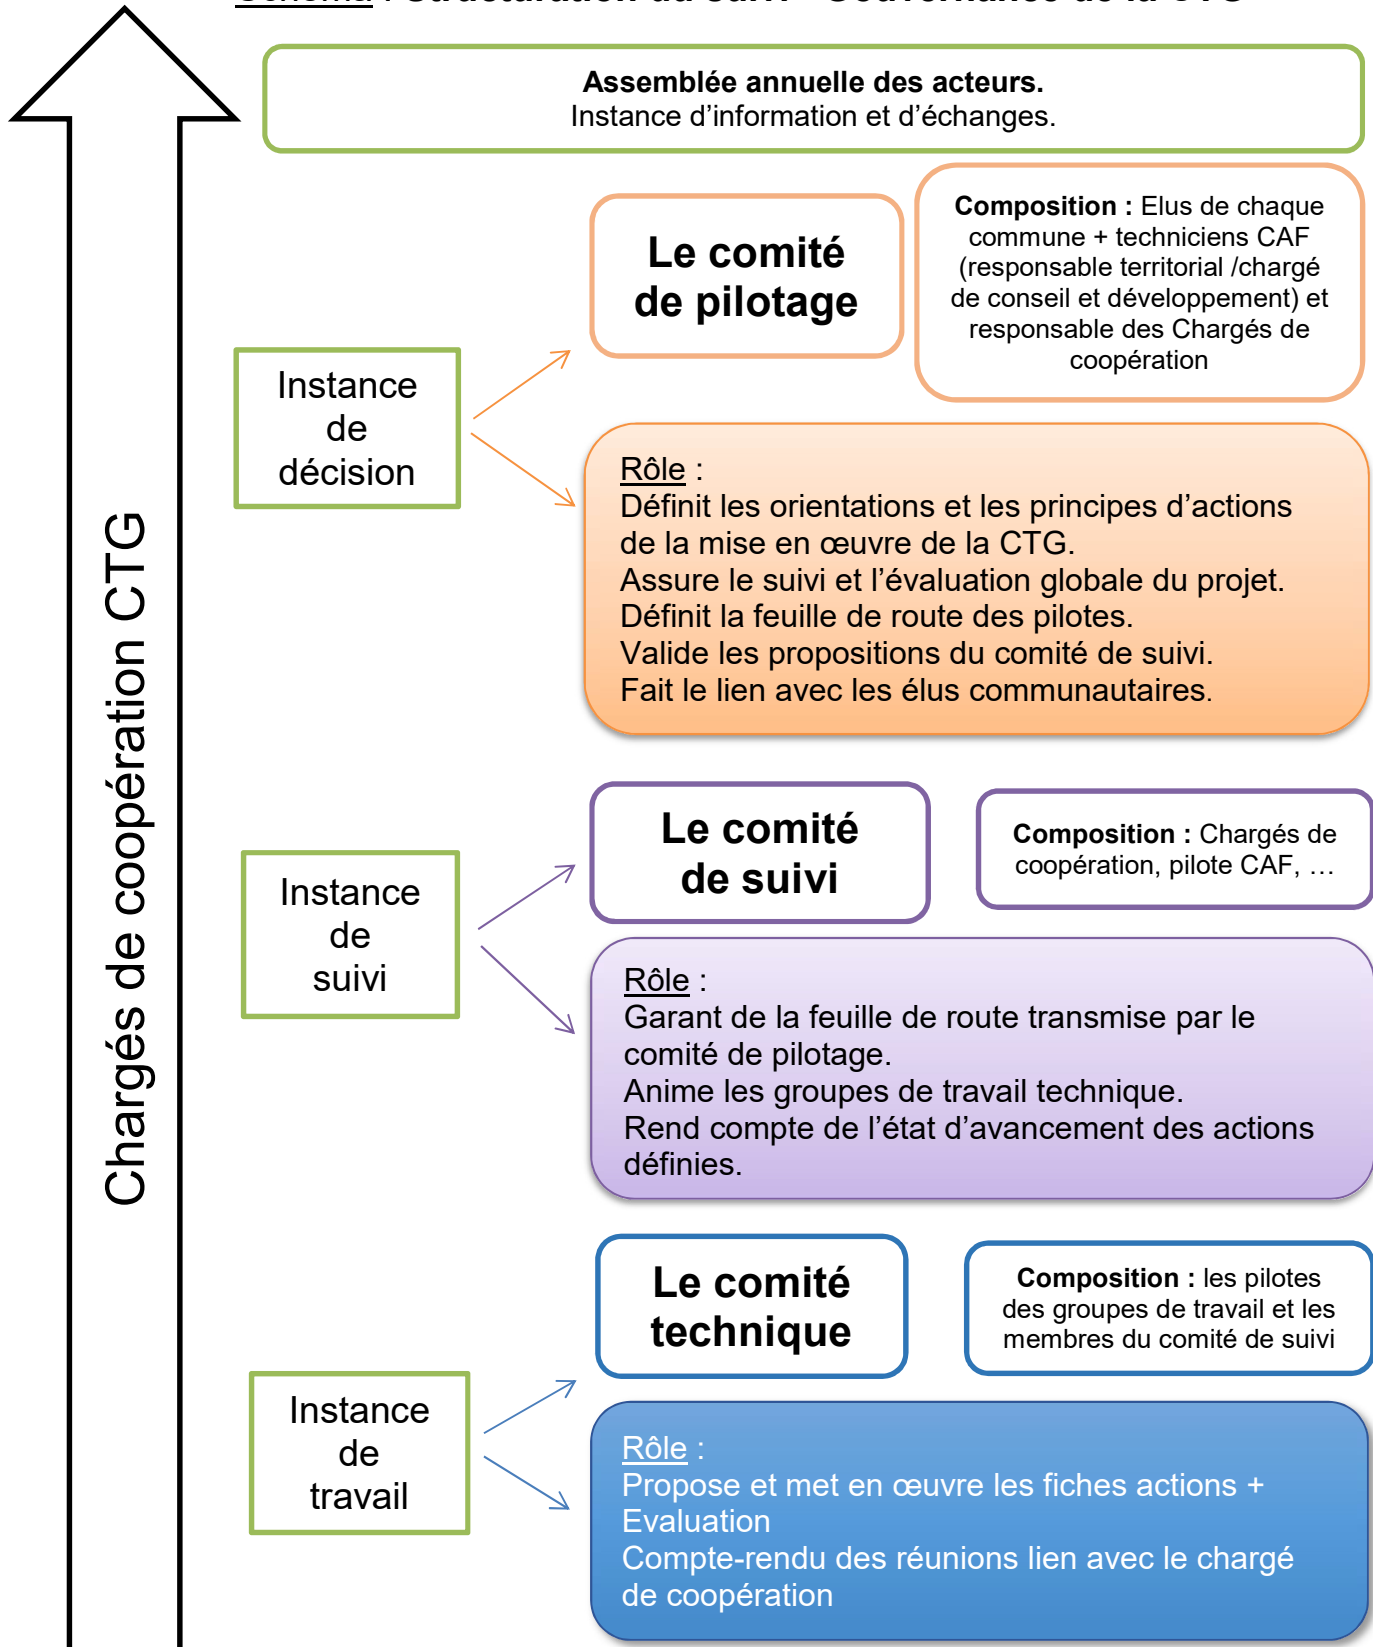 Schéma : Structuration du suivi - Gouvernance de la CTG
Assemblée annuelle des acteurs.
Instance d’information et d’échanges.
Chargés de coopération CTG
Instance
de
décision
Le comité
de pilotage
Composition : Elus de chaque
commune + techniciens CAF
(responsable territorial /chargé
de conseil et développement) et
responsable des Chargés de
coopération
Rôle :
Définit les orientations et les principes d’actions
de la mise en œuvre de la CTG.
Assure le suivi et l’évaluation globale du projet.
Définit la feuille de route des pilotes.
Valide les propositions du comité de suivi.
Fait le lien avec les élus communautaires.
Instance
de
suivi
Le comité
de suivi
Composition : Chargés de
coopération, pilote CAF, …
Rôle :
Garant de la feuille de route transmise par le
comité de pilotage.
Anime les groupes de travail technique.
Rend compte de l’état d’avancement des actions
définies.
Instance
de
travail
Le comité
technique
Composition : les pilotes
des groupes de travail et les
membres du comité de suivi
Rôle :
Propose et met en œuvre les fiches actions +
Evaluation
Compte-rendu des réunions lien avec le chargé
de coopération